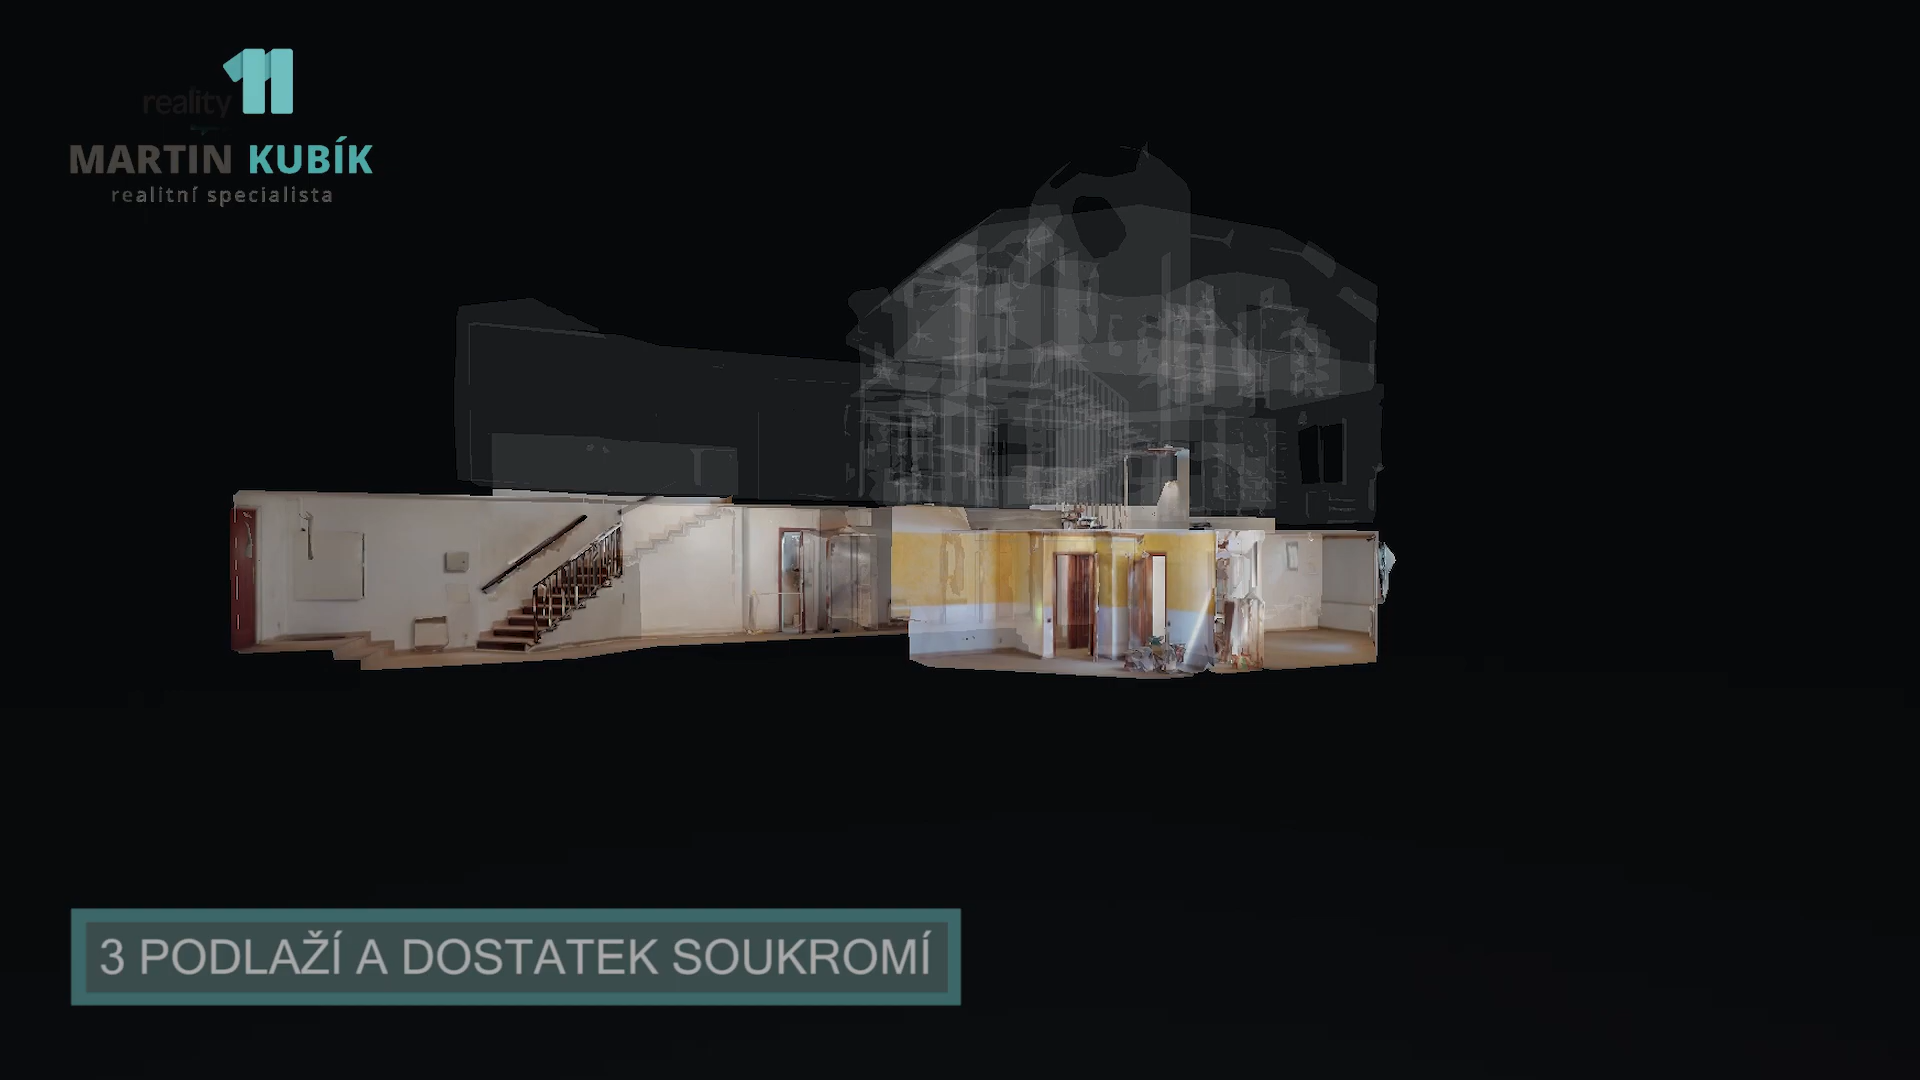 reality 11
MARTIN KUBÍK
realitní specialista
3 PODLAŽÍ A DOSTATEK SOUKROMÍ